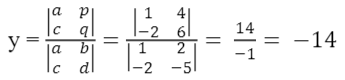 y = |a p; c q| / |a b; c d| = |1 4; −2 6| / |1 2; −2 −5| = 14 / −1 = −14